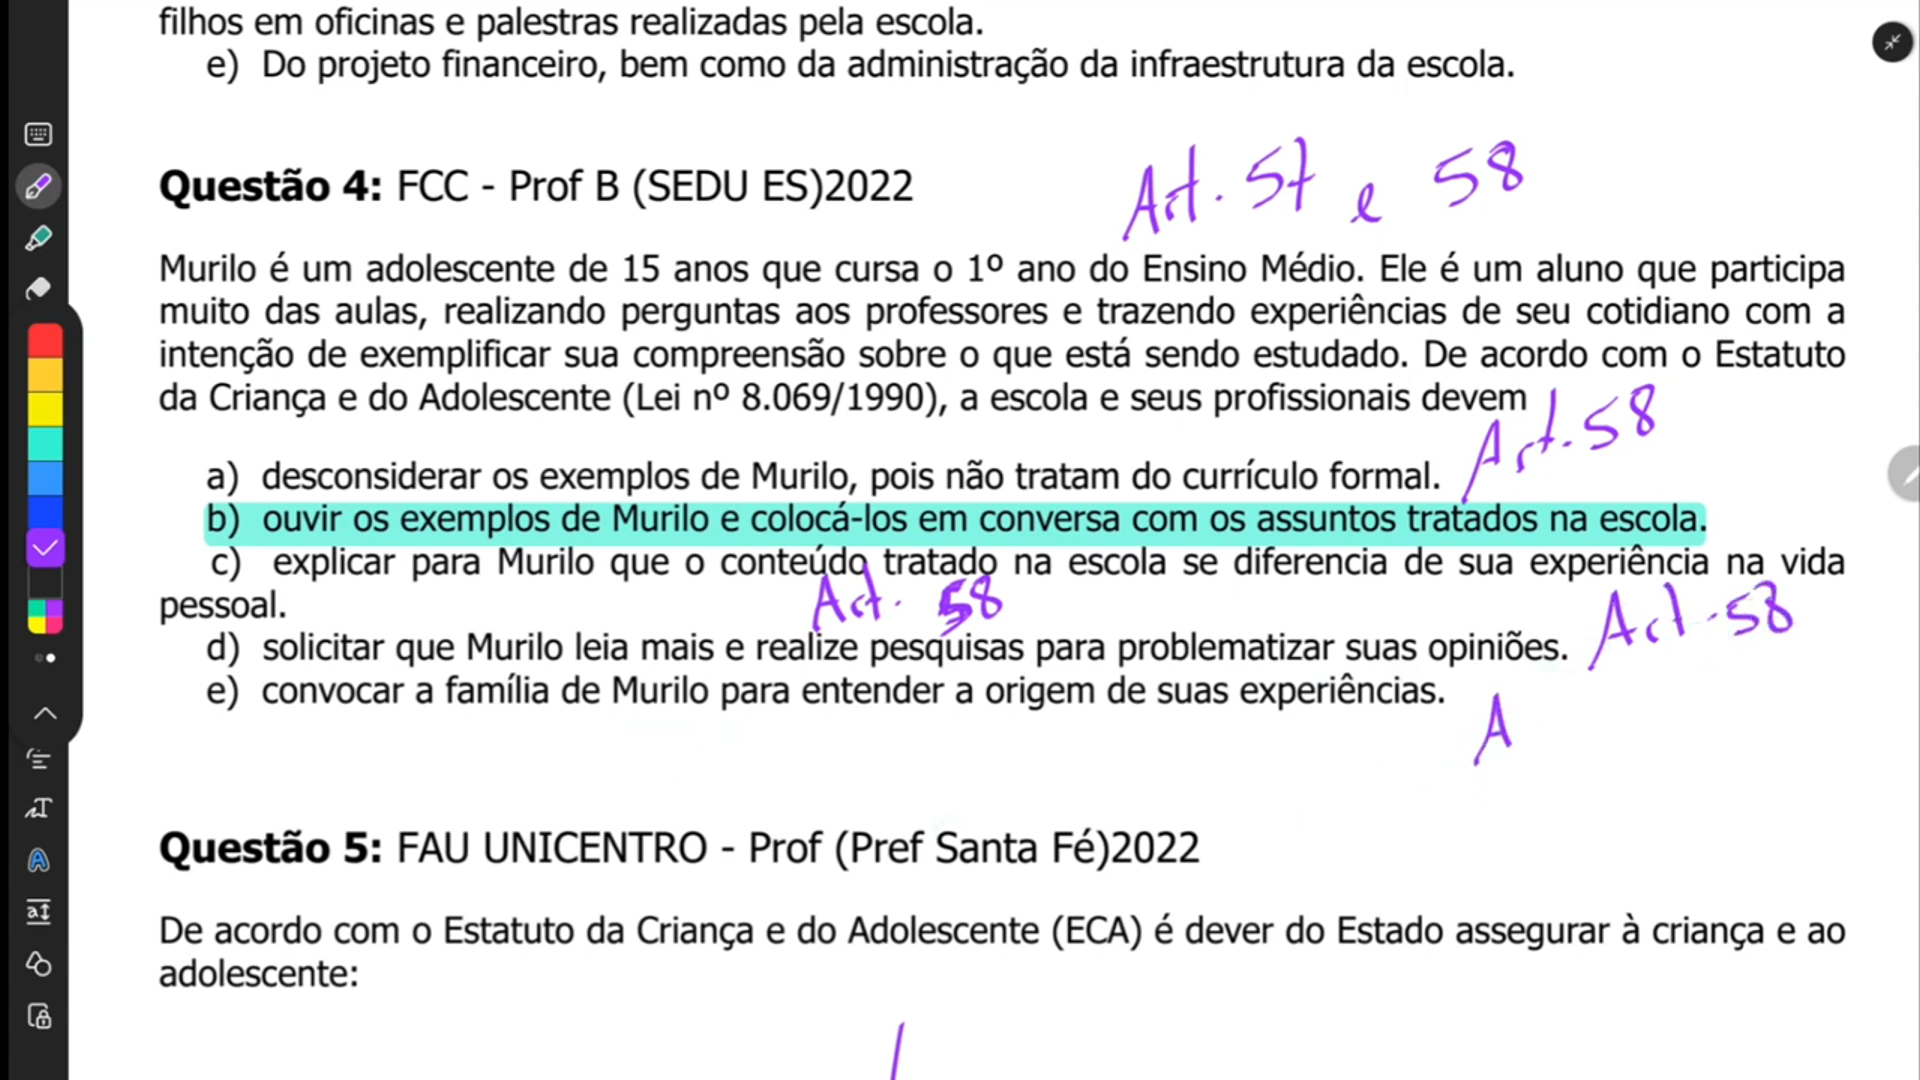 filhos em oficinas e palestras realizadas pela escola.
e) Do projeto financeiro, bem como da administração da infraestrutura da escola.
Art. 57 e 58
Questão 4: FCC - Prof B (SEDU ES)2022
Murilo é um adolescente de 15 anos que cursa o 1º ano do Ensino Médio. Ele é um aluno que participa
muito das aulas, realizando perguntas aos professores e trazendo experiências de seu cotidiano com a
intenção de exemplificar sua compreensão sobre o que está sendo estudado. De acordo com o Estatuto
da Criança e do Adolescente (Lei nº 8.069/1990), a escola e seus profissionais devem
Art. 58
a) desconsiderar os exemplos de Murilo, pois não tratam do currículo formal.
b) ouvir os exemplos de Murilo e colocá-los em conversa com os assuntos tratados na escola.
c) explicar para Murilo que o conteúdo tratado na escola se diferencia de sua experiência na vida
pessoal.
Art. 58
Art. 58
d) solicitar que Murilo leia mais e realize pesquisas para problematizar suas opiniões.
e) convocar a família de Murilo para entender a origem de suas experiências.
A
Questão 5: FAU UNICENTRO - Prof (Pref Santa Fé)2022
De acordo com o Estatuto da Criança e do Adolescente (ECA) é dever do Estado assegurar à criança e ao
adolescente: